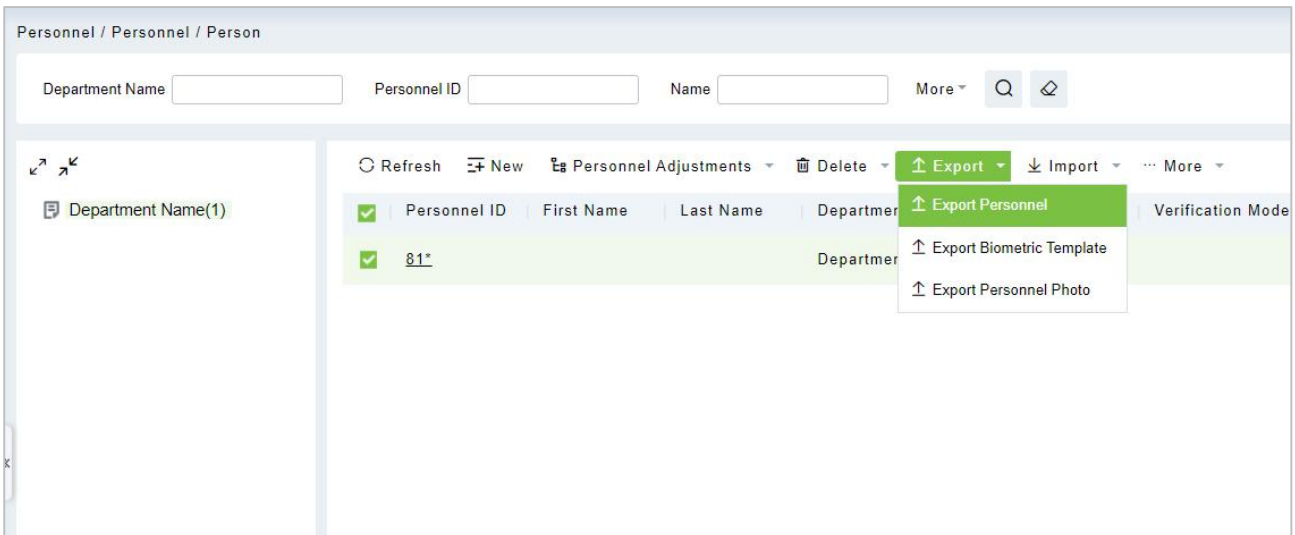 Personnel / Personnel / Person
Department Name Personnel ID Name More
Refresh New Personnel Adjustments Delete Export Import ··· More
Department Name(1)
Personnel ID First Name Last Name Departmer Export Personnel Verification Mode
81* Departmer Export Biometric Template
Export Personnel Photo